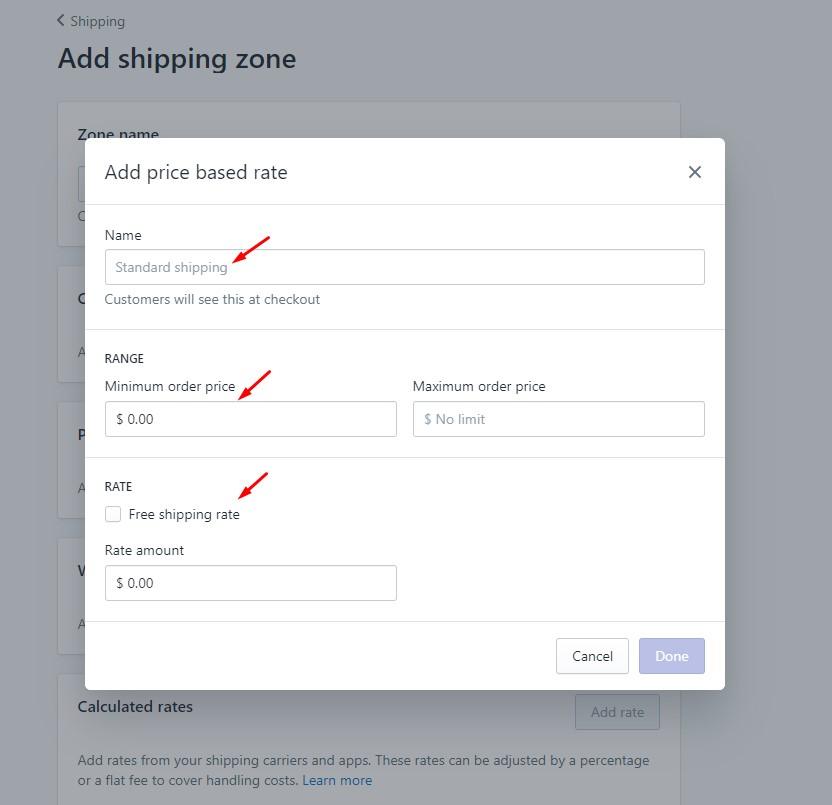 Shipping
Add shipping zone
Zone name
Add price based rate
Name
Standard shipping
Customers will see this at checkout
RANGE
Minimum order price
Maximum order price
$ 0.00
$ No limit
RATE
Free shipping rate
Rate amount
$ 0.00
Cancel
Done
Calculated rates
Add rate
Add rates from your shipping carriers and apps. These rates can be adjusted by a percentage
or a flat fee to cover handling costs. Learn more